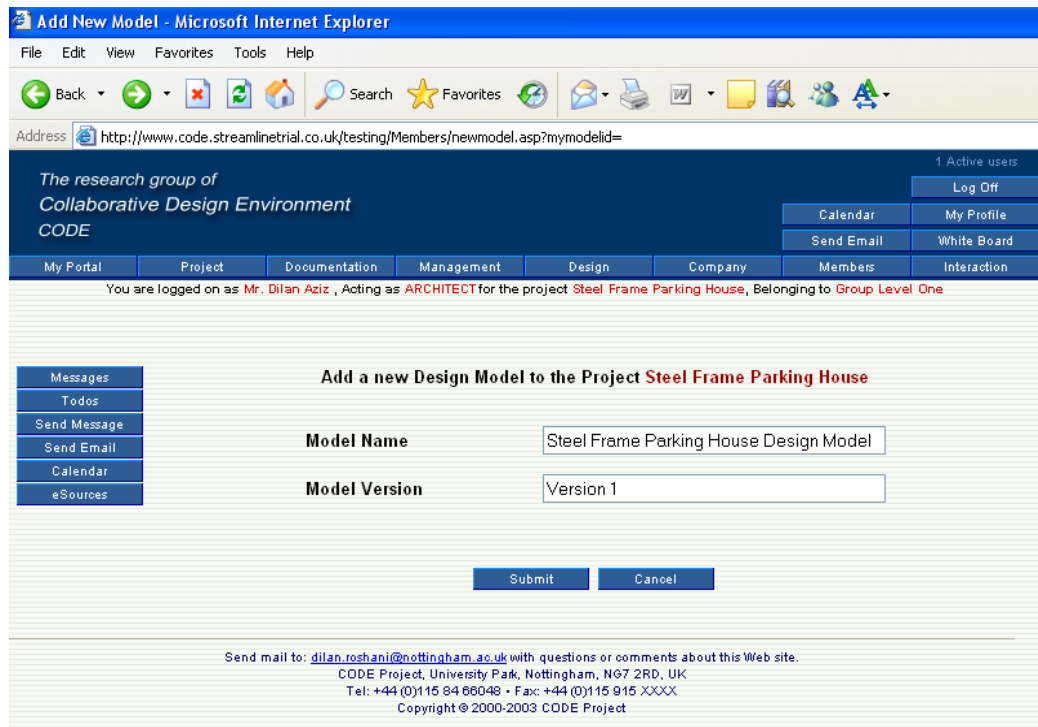 Add New Model - Microsoft Internet Explorer
File Edit View Favorites Tools Help
Back Search Favorites W
Address http://www.code.streamlinetrial.co.uk/testing/Members/newmodel.asp?mymodelid=
1 Active users
The research group of
Collaborative Design Environment
CODE
Log Off
Calendar My Profile
Send Email White Board
My Portal Project Documentation Management Design Company Members Interaction
You are logged on as Mr. Dilan Aziz , Acting as ARCHITECT for the project Steel Frame Parking House, Belonging to Group Level One
Messages
Todos
Send Message
Send Email
Calendar
eSources
Add a new Design Model to the Project Steel Frame Parking House
Model Name Steel Frame Parking House Design Model
Model Version Version 1
Submit Cancel
Send mail to: dilan.roshani@nottingham.ac.uk with questions or comments about this Web site.
CODE Project, University Park, Nottingham, NG7 2RD, UK
Tel: +44 (0)115 84 66048 • Fax: +44 (0)115 915 XXXX
Copyright © 2000-2003 CODE Project